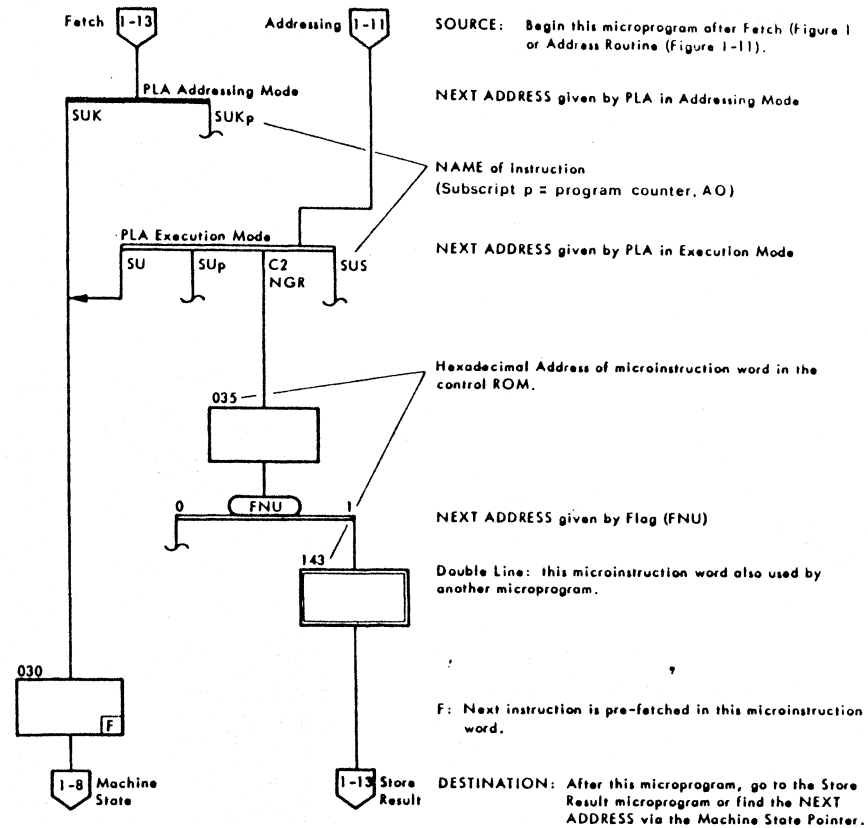 Fetch 1-13 Addressing 1-11
SOURCE: Begin this microprogram after Fetch (Figure 1
or Address Routine (Figure 1-11).
PLA Addressing Mode
NEXT ADDRESS given by PLA in Addressing Mode
SUK SUKp
NAME of instruction
(Subscript p = program counter, AO)
PLA Execution Mode
NEXT ADDRESS given by PLA in Execution Mode
SU SUp C2 SUS
NGR
Hexadecimal Address of microinstruction word in the
control ROM.
035
0 FNU 1
NEXT ADDRESS given by Flag (FNU)
143
Double Line: this microinstruction word also used by
another microprogram.
030
F
F: Next instruction is pre-fetched in this microinstruction
word.
1-8 Machine
State
1-13 Store
Result
DESTINATION: After this microprogram, go to the Store
Result microprogram or find the NEXT
ADDRESS via the Machine State Pointer.